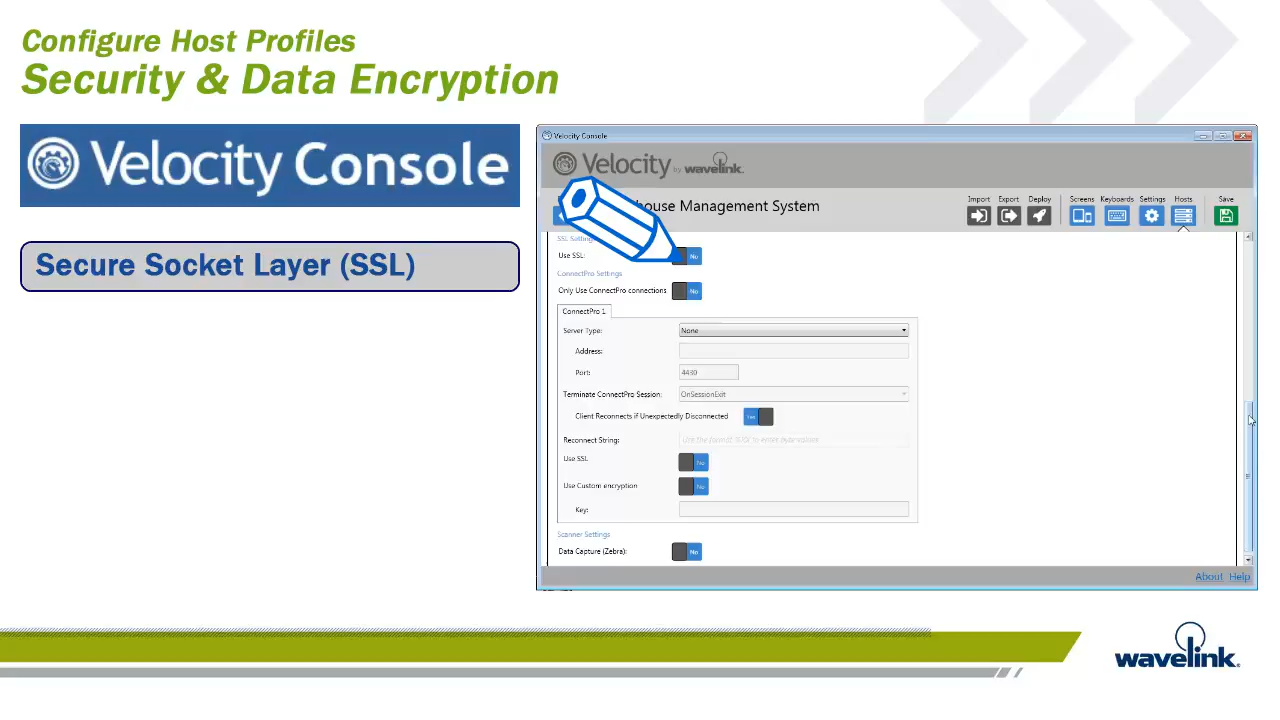 Configure Host Profiles
Security & Data Encryption
Velocity Console
Secure Socket Layer (SSL)
Velocity Console
Velocity by wavelink
house Management System
Import Export Deploy Screens Keyboards Settings Hosts Save
SSL Settings
Use SSL: No
ConnectPro Settings
Only Use ConnectPro connections No
ConnectPro 1
Server Type: None
Address:
Port: 4430
Terminate ConnectPro Session: OnSessionExit
Client Reconnects if Unexpectedly Disconnected Yes
Reconnect String:
Use SSL No
Use Custom encryption No
Key:
Scanner Settings
Data Capture (Zebra): No
About Help
wavelink